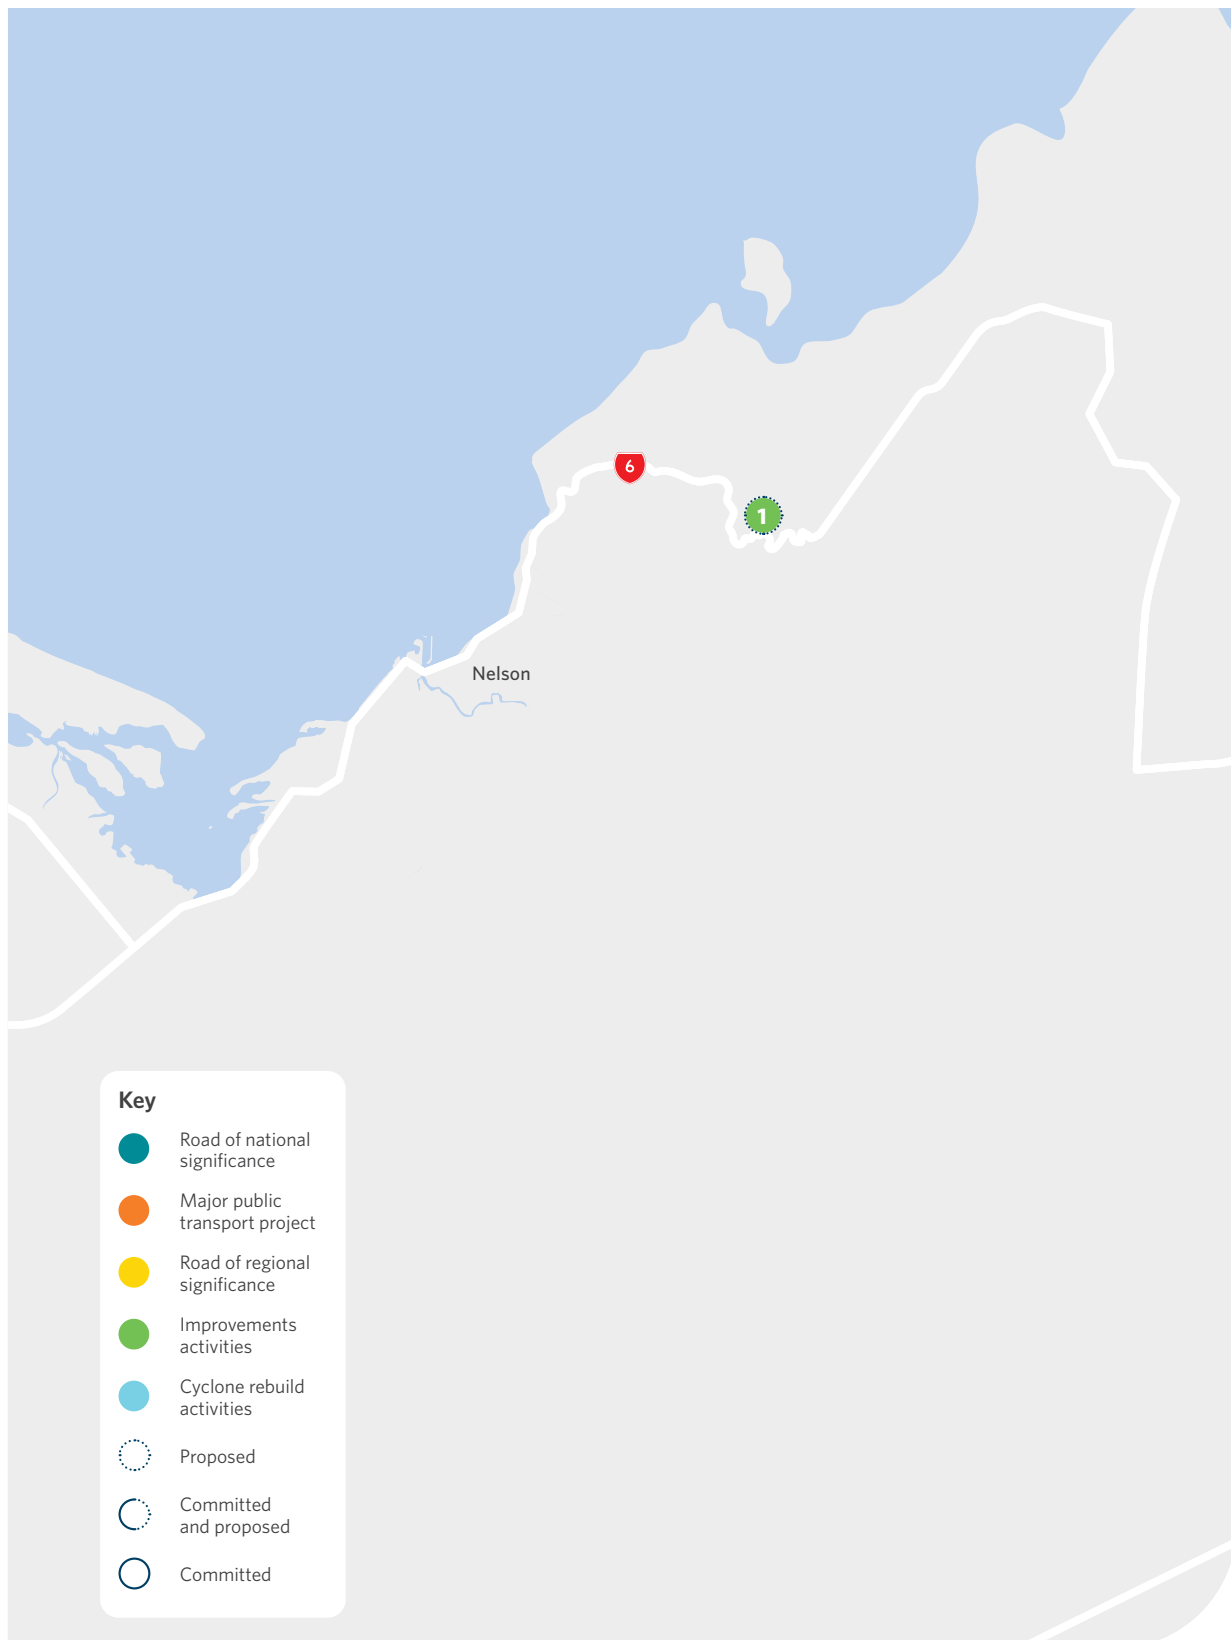 6
1
Nelson
Key
Road of national
significance
Major public
transport project
Road of regional
significance
Improvements
activities
Cyclone rebuild
activities
Proposed
Committed
and proposed
Committed